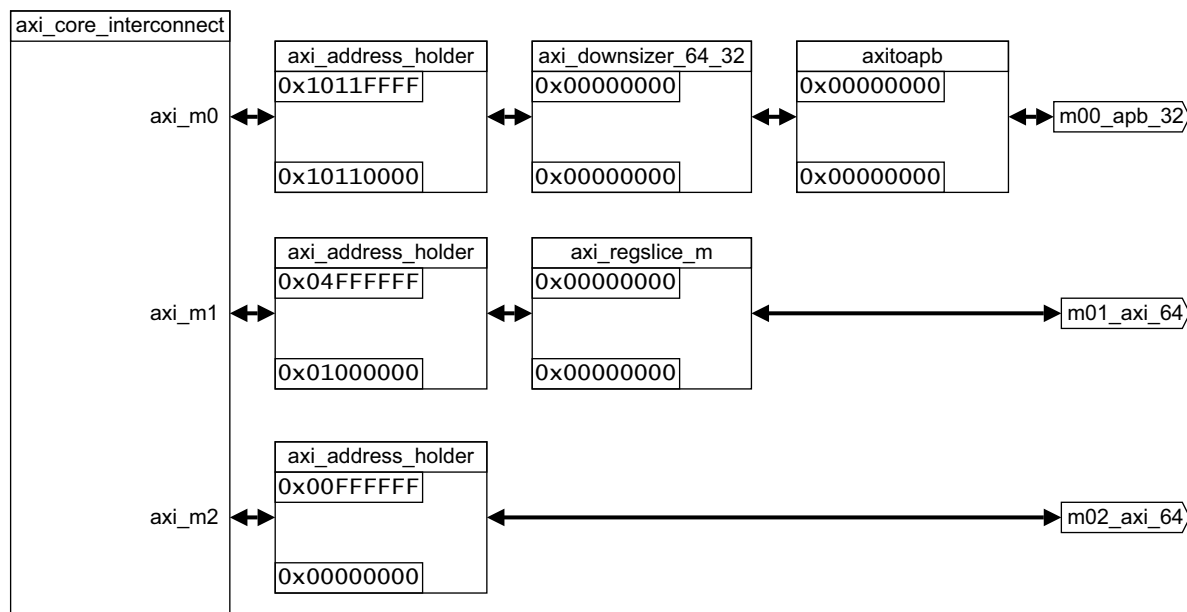 axi_core_interconnect
axi_address_holder axi_downsizer_64_32 axitoapb
0x1011FFFF 0x00000000 0x00000000
axi_m0 m00_apb_32
0x10110000 0x00000000 0x00000000
axi_address_holder axi_regslice_m
0x04FFFFFF 0x00000000
axi_m1 m01_axi_64
0x01000000 0x00000000
axi_address_holder
0x00FFFFFF
axi_m2 m02_axi_64
0x00000000